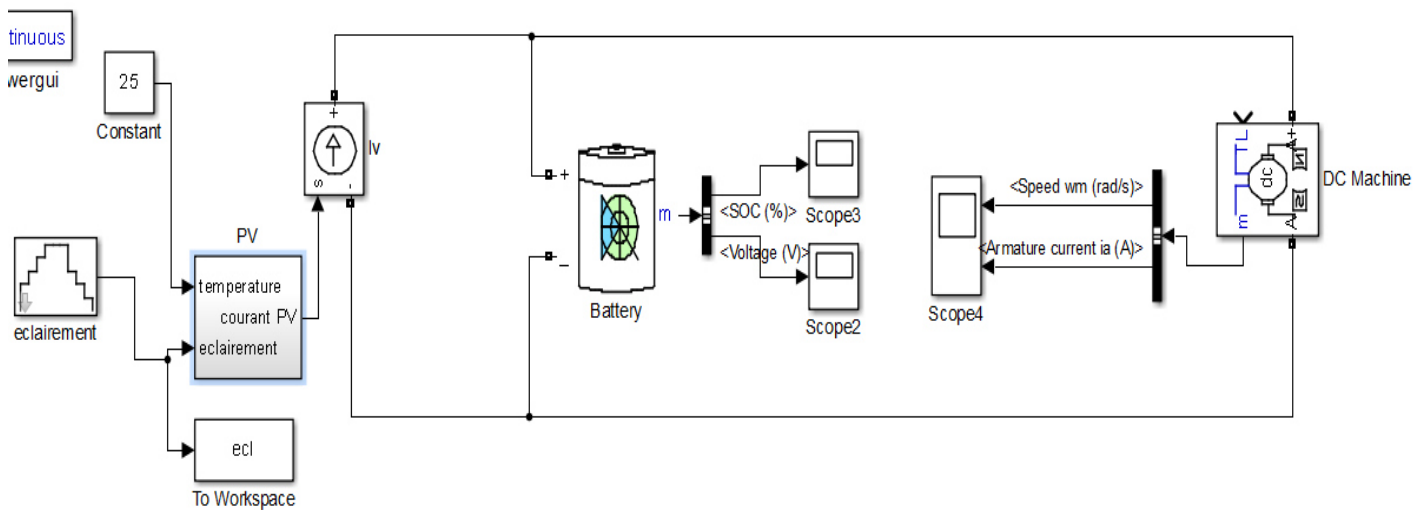 tinuous
wergui
25
Constant
+
s
-
Iv
PV
temperature
courant PV
eclairement
eclairement
ecl
To Workspace
+
_
m
Battery
<SOC (%)>
<Voltage (V)>
Scope3
Scope2
<Speed wm (rad/s)>
<Armature current ia (A)>
Scope4
TL
m
A+
dc
A
DC Machine